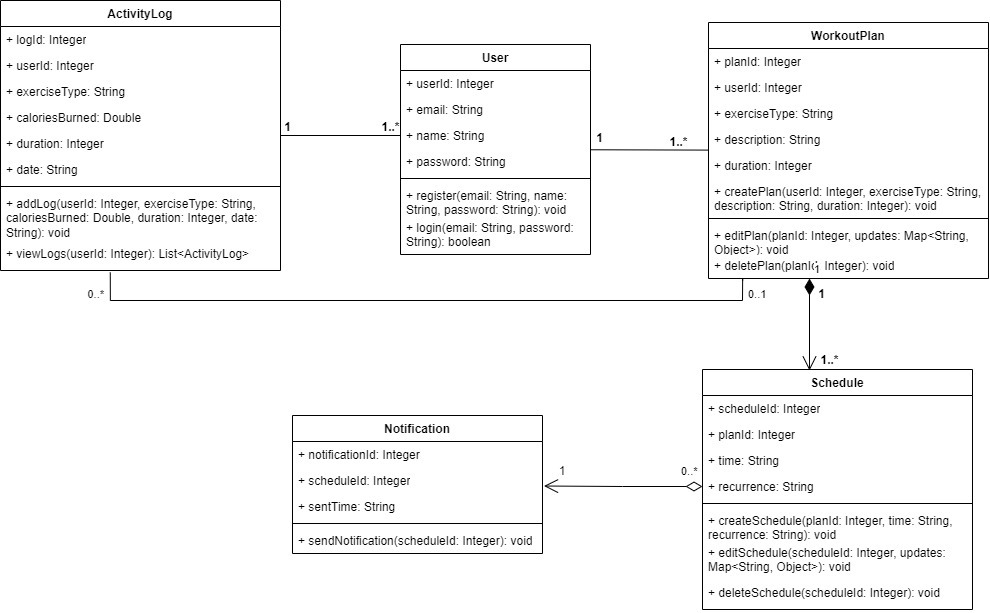 ActivityLog
+ logId: Integer
+ userId: Integer
+ exerciseType: String
+ caloriesBurned: Double
+ duration: Integer
+ date: String
+ addLog(userId: Integer, exerciseType: String,
caloriesBurned: Double, duration: Integer, date:
String): void
+ viewLogs(userId: Integer): List<ActivityLog>
1
1..*
User
+ userId: Integer
+ email: String
+ name: String
+ password: String
+ register(email: String, name:
String, password: String): void
+ login(email: String, password:
String): boolean
1
1..*
WorkoutPlan
+ planId: Integer
+ userId: Integer
+ exerciseType: String
+ description: String
+ duration: Integer
+ createPlan(userId: Integer, exerciseType: String,
description: String, duration: Integer): void
+ editPlan(planId: Integer, updates: Map<String,
Object>): void
+ deletePlan(planId: Integer): void
1
0..*
0..1
1
1..*
Schedule
+ scheduleId: Integer
+ planId: Integer
+ time: String
+ recurrence: String
+ createSchedule(planId: Integer, time: String,
recurrence: String): void
+ editSchedule(scheduleId: Integer, updates:
Map<String, Object>): void
+ deleteSchedule(scheduleId: Integer): void
Notification
+ notificationId: Integer
+ scheduleId: Integer
+ sentTime: String
+ sendNotification(scheduleId: Integer): void
1
0..*